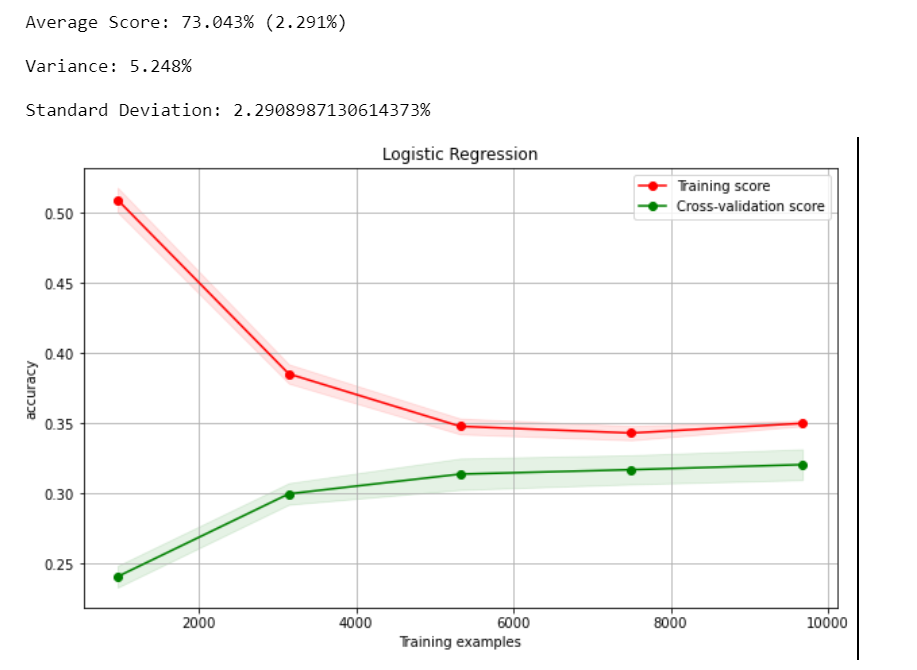 Average Score: 73.043% (2.291%)
Variance: 5.248%
Standard Deviation: 2.2908987130614373%
Logistic Regression
Training score
Cross-validation score
0.50
0.45
0.40
0.35
0.30
0.25
accuracy
2000 4000 6000 8000 10000
Training examples